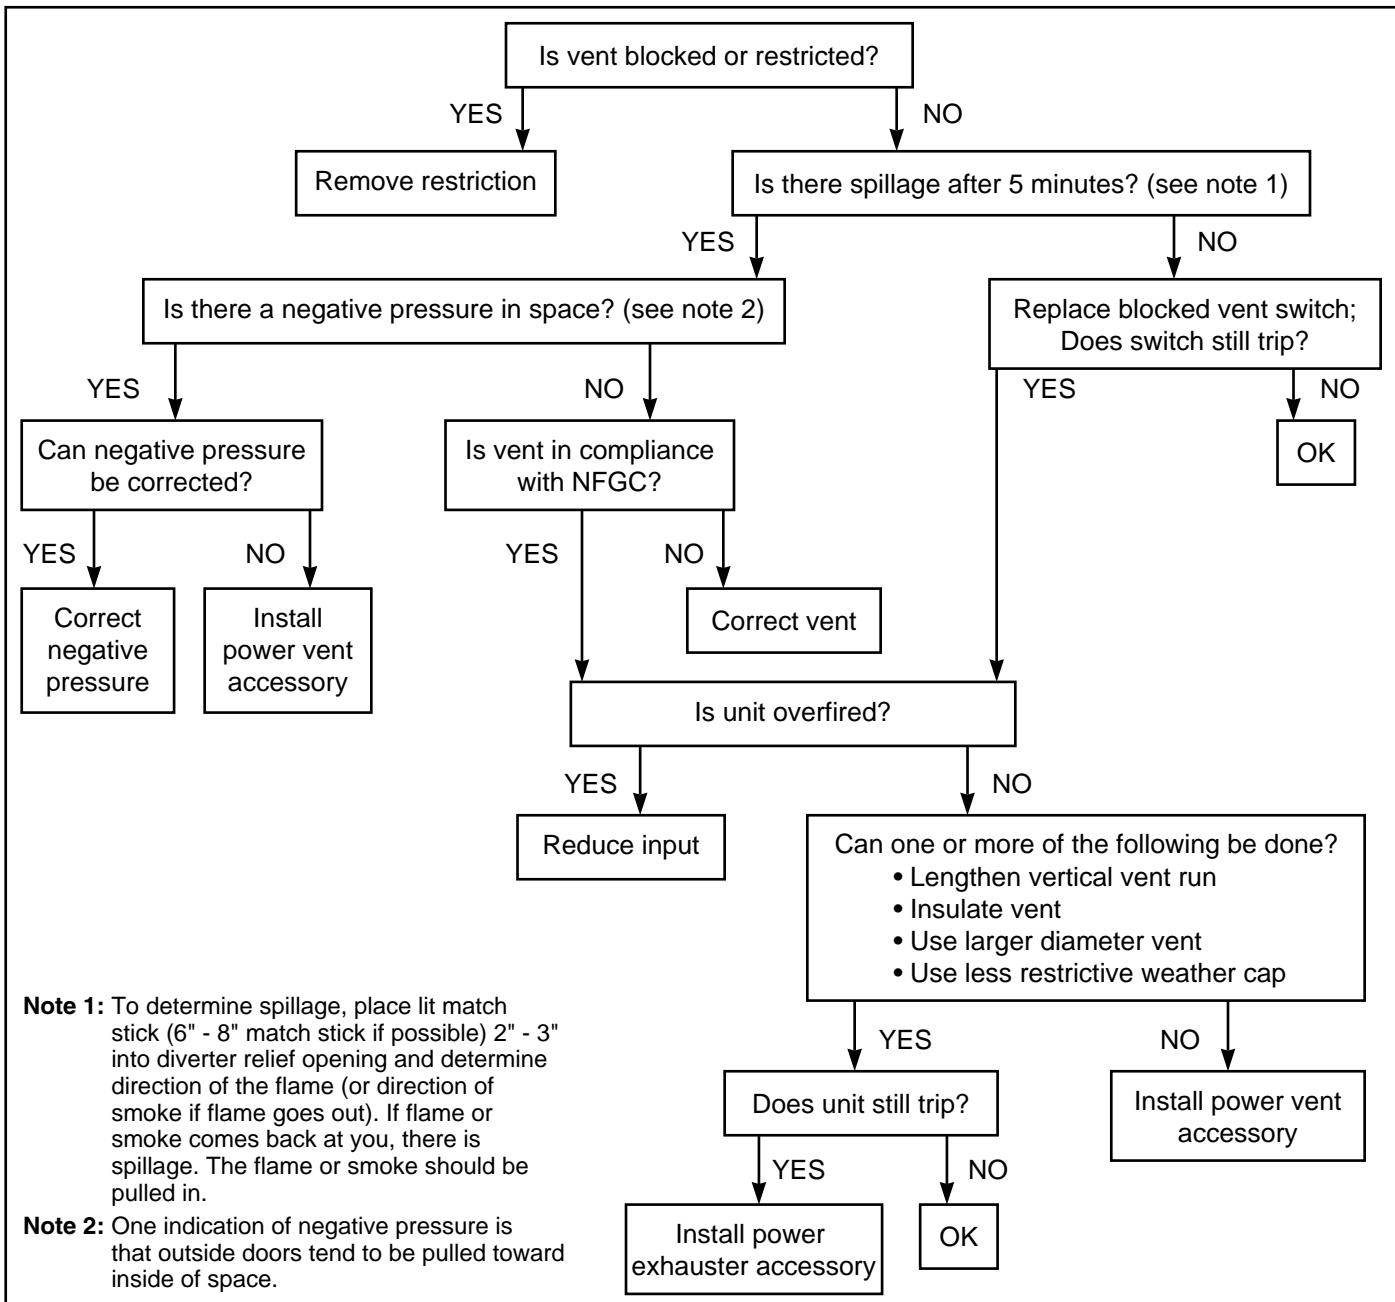 Is vent blocked or restricted?
YES
NO
Remove restriction
Is there spillage after 5 minutes? (see note 1)
YES
NO
Is there a negative pressure in space? (see note 2)
Replace blocked vent switch;
Does switch still trip?
YES
NO
YES
NO
Can negative pressure
be corrected?
Is vent in compliance
with NFGC?
OK
YES
NO
YES
NO
Correct
negative
pressure
Install
power vent
accessory
Correct vent
Is unit overfired?
YES
NO
Reduce input
Can one or more of the following be done?
• Lengthen vertical vent run
• Insulate vent
• Use larger diameter vent
• Use less restrictive weather cap
YES
NO
Does unit still trip?
Install power vent
accessory
YES
NO
Install power
exhauster accessory
OK
Note 1: To determine spillage, place lit match
stick (6" - 8" match stick if possible) 2" - 3"
into diverter relief opening and determine
direction of the flame (or direction of
smoke if flame goes out). If flame or
smoke comes back at you, there is
spillage. The flame or smoke should be
pulled in.
Note 2: One indication of negative pressure is
that outside doors tend to be pulled toward
inside of space.